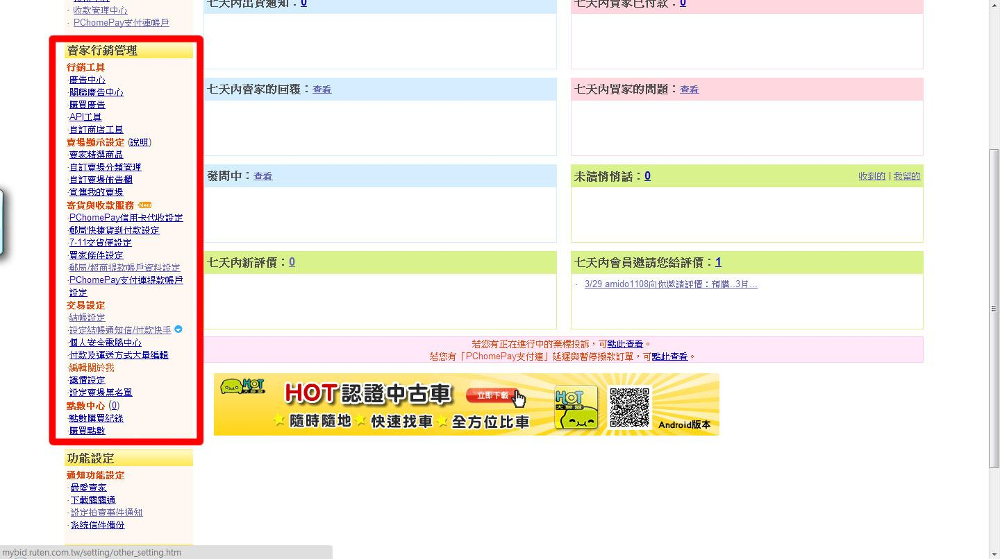 · 收款管理中心
· PChomePay支付連帳戶
賣家行銷管理
行銷工具
·廣告中心
·關聯廣告中心
·購買廣告
·API工具
·自訂商店工具
賣場顯示設定 (說明)
·賣家精選商品
·自訂賣場分類管理
·自訂賣場佈告欄
·宣傳我的賣場
寄貨與收款服務 New
·PChomePay信用卡代收設定
·郵局快捷貨到付款設定
·7-11交貨便設定
·買家條件設定
·郵局/超商提款帳戶資料設定
·PChomePay支付連提款帳戶
設定
交易設定
·結帳設定
·設定結帳通知信/付款快手
·個人安全電腦中心
·付款及運送方式大量編輯
·編輯關於我
·議價設定
·設定賣場黑名單
點數中心 (0)
·點數購買紀錄
·購買點數
功能設定
通知功能設定
· 最愛賣家
· 下載露露通
· 設定拍賣事件通知
· 系統信件備份
七天內出貨通知：0
七天內賣家的回覆：查看
發問中：查看
七天內新評價：0
七天內買家已付款：0
七天內買家的問題：查看
未讀悄悄話：0
收到的 | 我留的
七天內會員邀請您給評價：1
· 3/29 amido1108向你邀請評價：預購..3月...
若您有正在進行中的棄標投訴，可點此查看。
若您有「PChomePay支付連」延遲與暫停撥款訂單，可點此查看。
HOT大聯盟
HOT認證中古車
立即下載
隨時隨地 快速找車 全方位比車
HOT大聯盟
Android版本
mybid.ruten.com.tw/setting/other_setting.htm